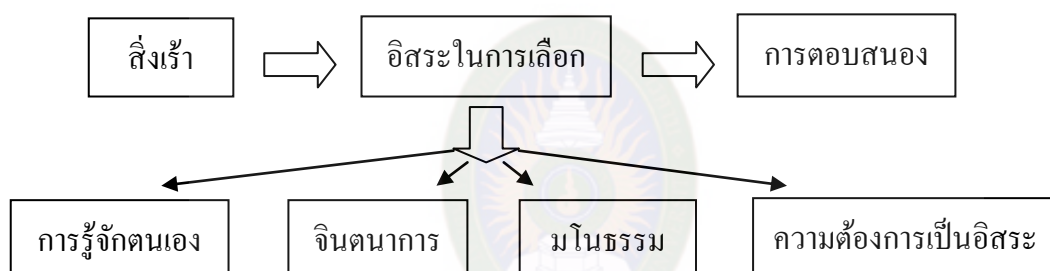 สิ่งเร้า อิสระในการเลือก การตอบสนอง
การรู้จักตนเอง จินตนาการ มโนธรรม ความต้องการเป็นอิสระ